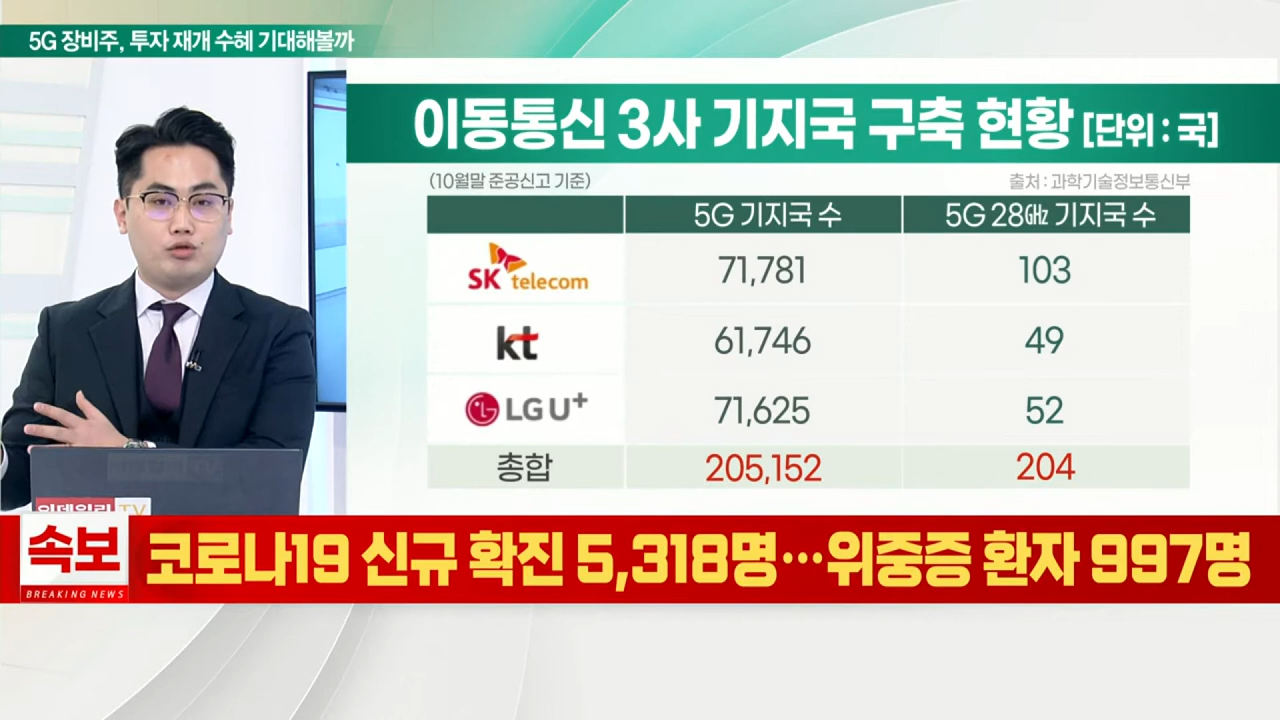 5G 장비주, 투자 재개 수혜 기대해볼까
이동통신 3사 기지국 구축 현황 [단위 : 국]
(10월말 준공신고 기준)
출처 : 과학기술정보통신부
5G 기지국 수 5G 28㎓ 기지국 수
SK telecom 71,781 103
kt 61,746 49
LG U+ 71,625 52
총합 205,152 204
이데일리 TV
속보
BREAKING NEWS
코로나19 신규 확진 5,318명…위중증 환자 997명